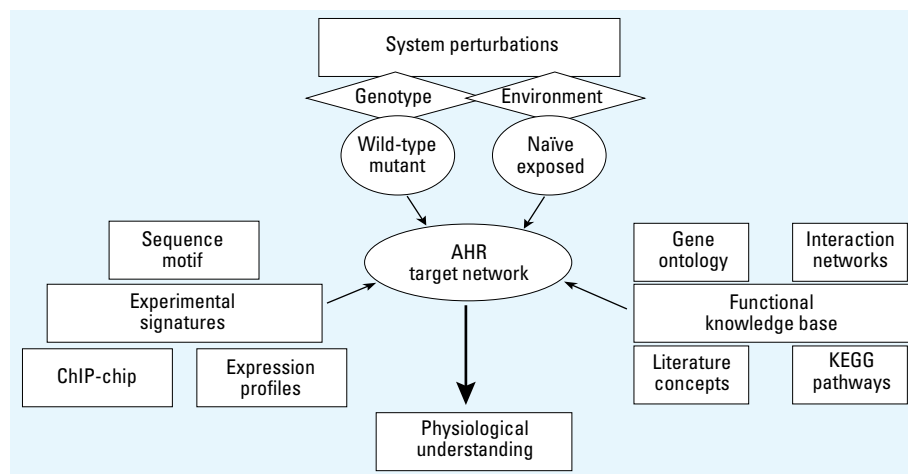 System perturbations
Genotype
Environment
Wild-type
mutant
Naïve
exposed
Sequence
motif
AHR
target network
Gene
ontology
Interaction
networks
Experimental
signatures
Functional
knowledge base
ChIP-chip
Expression
profiles
Literature
concepts
KEGG
pathways
Physiological
understanding